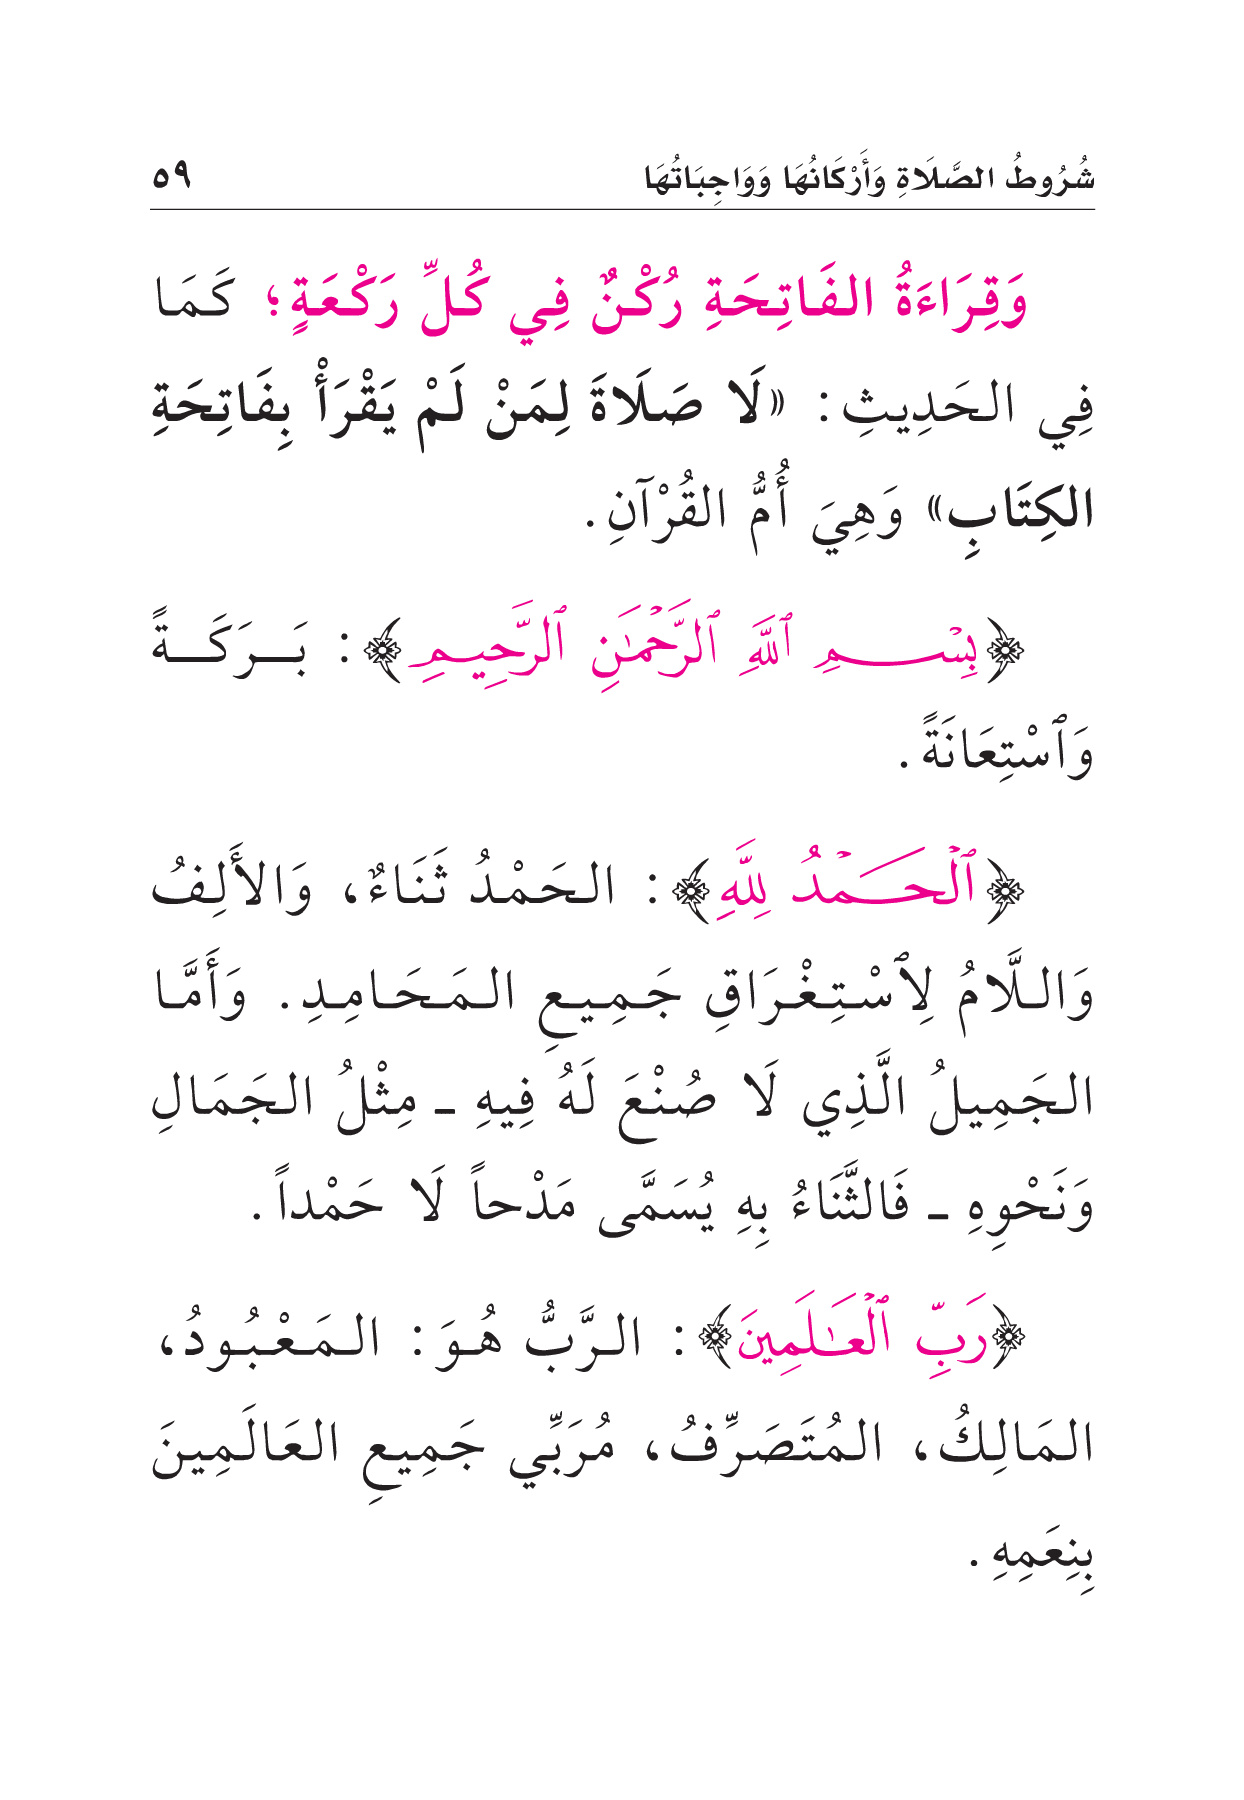 شُرُوطُ الصَّلَاةِ وَأَرْكَانُهَا وَوَاجِبَاتُهَا ٥٩
وَقِرَاءَةُ الفَاتِحَةِ رُكْنٌ فِي كُلِّ رَكْعَةٍ؛ كَمَا
فِي الحَدِيثِ: «لَا صَلَاةَ لِمَنْ لَمْ يَقْرَأْ بِفَاتِحَةِ
الكِتَابِ» وَهِيَ أُمُّ القُرْآنِ.
﴿بِسْمِ ٱللَّهِ ٱلرَّحْمَٰنِ ٱلرَّحِيمِ﴾: بَرَكَةً
وَٱسْتِعَانَةً.
﴿ٱلْحَمْدُ لِلَّهِ﴾: الحَمْدُ ثَنَاءٌ، وَالأَلِفُ
وَاللَّامُ لِٱسْتِغْرَاقِ جَمِيعِ المَحَامِدِ. وَأَمَّا
الجَمِيلُ الَّذِي لَا صُنْعَ لَهُ فِيهِ ـ مِثْلُ الجَمَالِ
وَنَحْوِهِ ـ فَالثَّنَاءُ بِهِ يُسَمَّى مَدْحاً لَا حَمْداً.
﴿رَبِّ ٱلْعَٰلَمِينَ﴾: الرَّبُّ هُوَ: المَعْبُودُ،
المَالِكُ، المُتَصَرِّفُ، مُرَبِّي جَمِيعِ العَالَمِينَ
بِنِعَمِهِ.